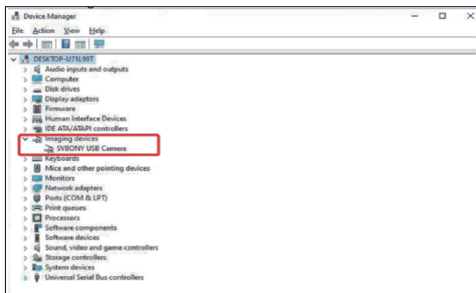 Device Manager
File Action View Help
DESKTOP-U71L99T
Audio inputs and outputs
Computer
Disk drives
Display adaptors
Firmware
Human Interface Devices
IDE ATA/ATAPI controllers
Imaging devices
SVBONY USB Camera
Keyboards
Mice and other pointing devices
Monitors
Network adapters
Ports (COM & LPT)
Print queues
Processors
Software components
Software devices
Sound, video and game controllers
Storage controllers
System devices
Universal Serial Bus controllers